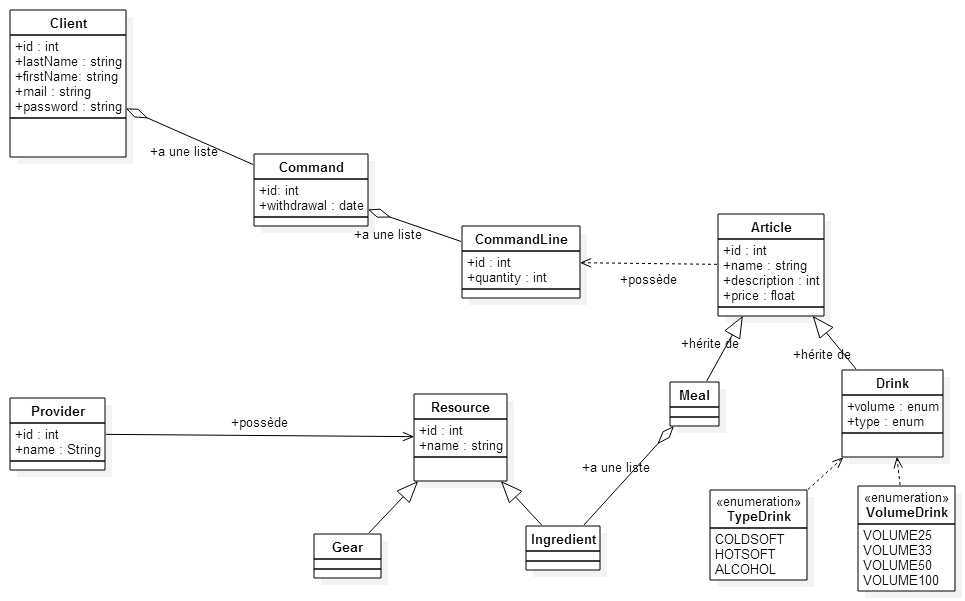 Client
+id : int
+lastName : string
+firstName: string
+mail : string
+password : string
+a une liste
Command
+id: int
+withdrawal : date
+a une liste
CommandLine
+id : int
+quantity : int
+possède
Article
+id : int
+name : string
+description : int
+price : float
+hérite de
+hérite de
Meal
Drink
+volume : enum
+type : enum
Provider
+id : int
+name : String
+possède
Resource
+id : int
+name : string
+a une liste
Gear
Ingredient
«enumeration»
TypeDrink
COLDSOFT
HOTSOFT
ALCOHOL
«enumeration»
VolumeDrink
VOLUME25
VOLUME33
VOLUME50
VOLUME100